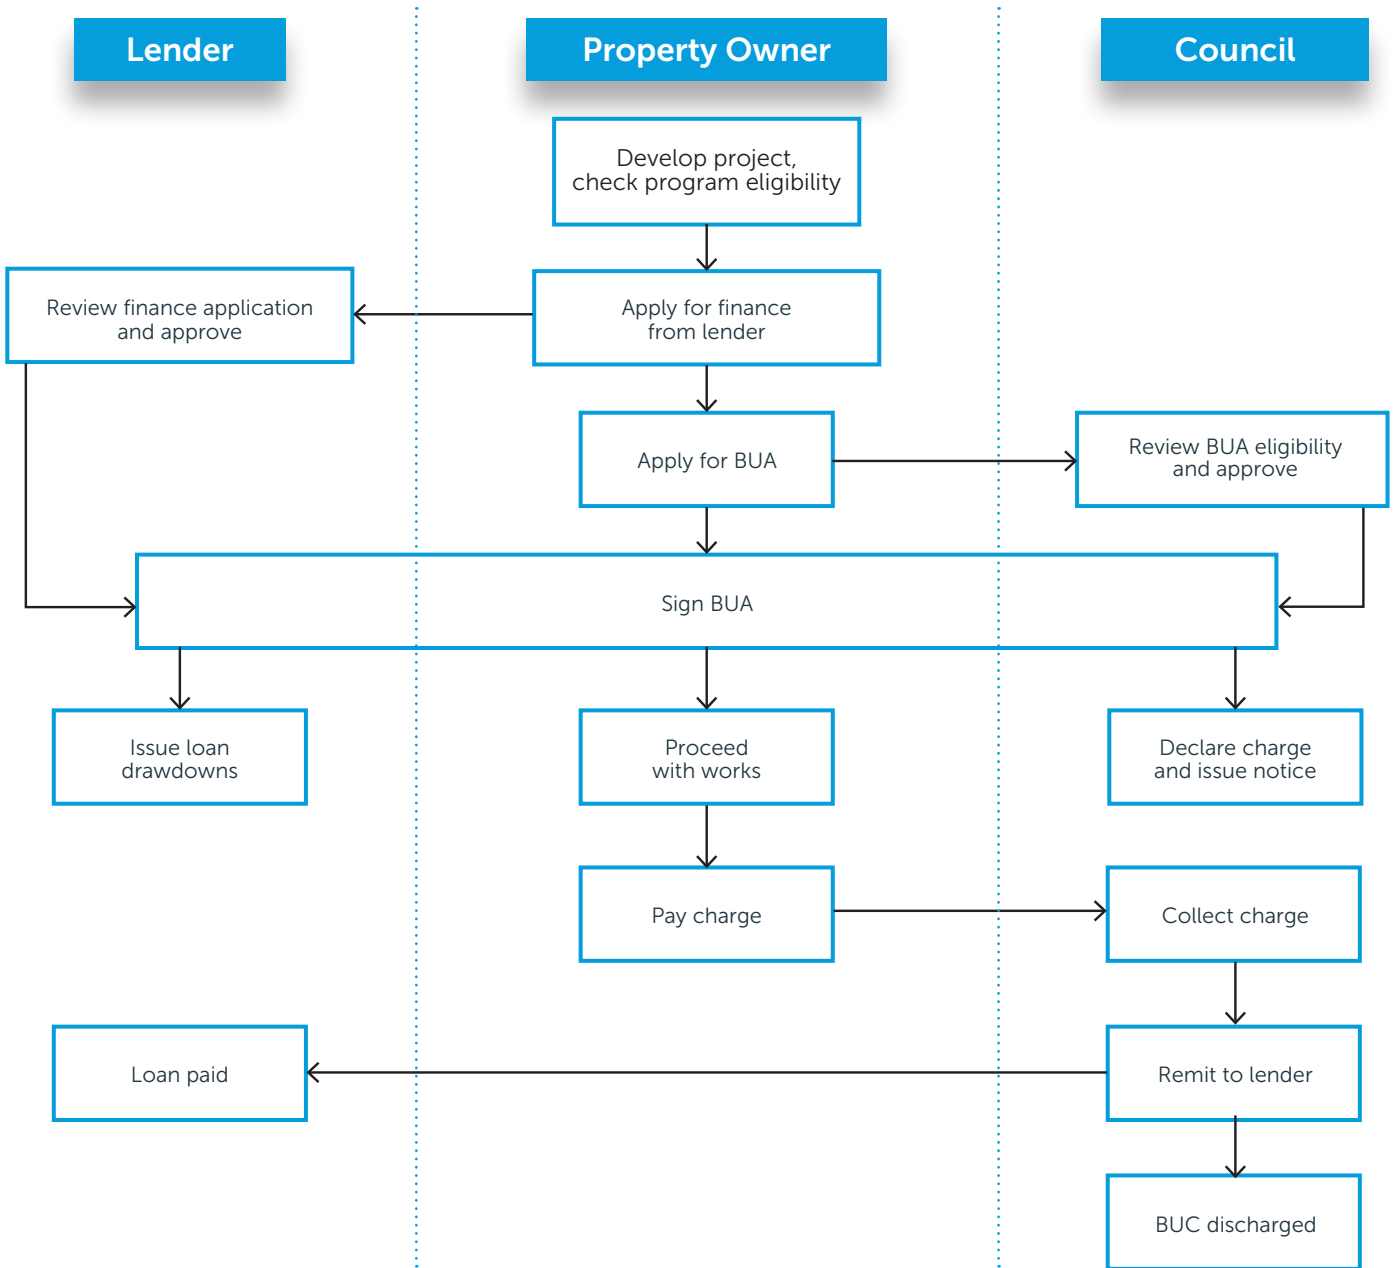 Lender
Property Owner
Council
Develop project,
check program eligibility
Review finance application
and approve
Apply for finance
from lender
Apply for BUA
Review BUA eligibility
and approve
Sign BUA
Issue loan
drawdowns
Proceed
with works
Declare charge
and issue notice
Pay charge
Collect charge
Loan paid
Remit to lender
BUC discharged